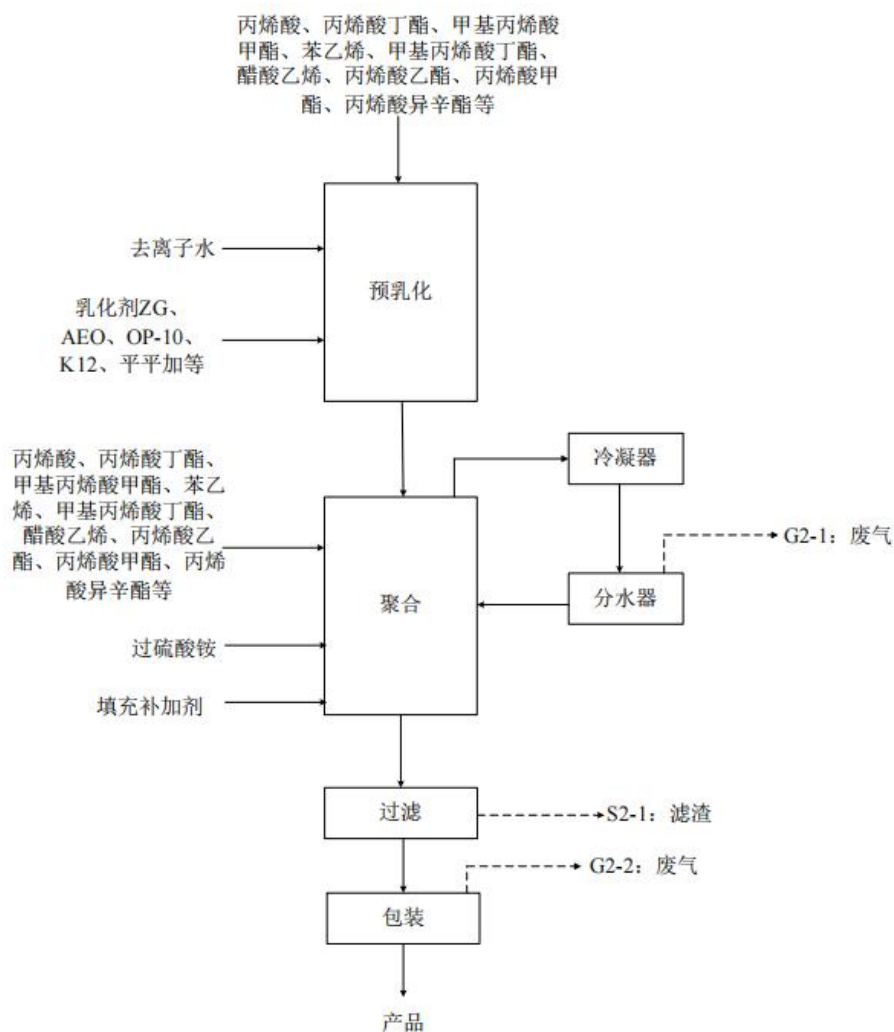 丙烯酸、丙烯酸丁酯、甲基丙烯酸
甲酯、苯乙烯、甲基丙烯酸丁酯、
醋酸乙烯、丙烯酸乙酯、丙烯酸甲
酯、丙烯酸异辛酯等
去离子水
预乳化
乳化剂ZG、
AEO、OP-10、
K12、平平加等
丙烯酸、丙烯酸丁酯、
甲基丙烯酸甲酯、苯乙
烯、甲基丙烯酸丁酯、
醋酸乙烯、丙烯酸乙
酯、丙烯酸甲酯、丙烯
酸异辛酯等
冷凝器
G2-1：废气
分水器
聚合
过硫酸铵
填充补加剂
过滤
S2-1：滤渣
G2-2：废气
包装
产品